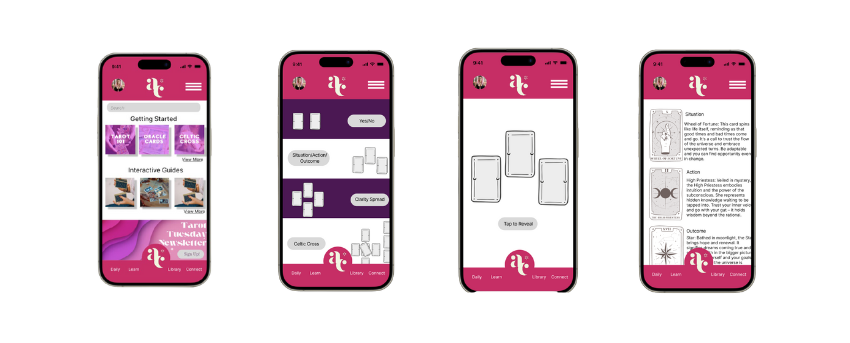 9:41
Search
Getting Started
TAROT
101
ORACLE
CARDS
CELTIC
CROSS
View More
Interactive Guides
View More
Tarot
Tuesday
Newsletter
Sign Up!
Daily Learn Library Connect
9:41
Yes/No
Situation/Action/
Outcome
Clarity Spread
Celtic Cross
Daily Learn Library Connect
9:41
Tap to Reveal
Daily Learn Library Connect
9:41
Situation
Wheel of Fortune: This card spins
like life itself, reminding us that
good times and bad times come
and go. It's a call to trust the flow
of the universe and embrace
unexpected turns. Be adaptable
and you can find opportunity even
in change.
Action
High Priestess: Veiled in mystery,
the High Priestess embodies
intuition and the power of the
subconscious. She represents
hidden knowledge waiting to be
tapped into. Trust your inner voice
and go with your gut - it holds
wisdom beyond the rational.
Outcome
Star: Bathed in moonlight, the Sta
brings hope and renewal. It
dreams coming true and
in the bigger pictur
self and your goals
the universe is
Daily Learn Library Connect